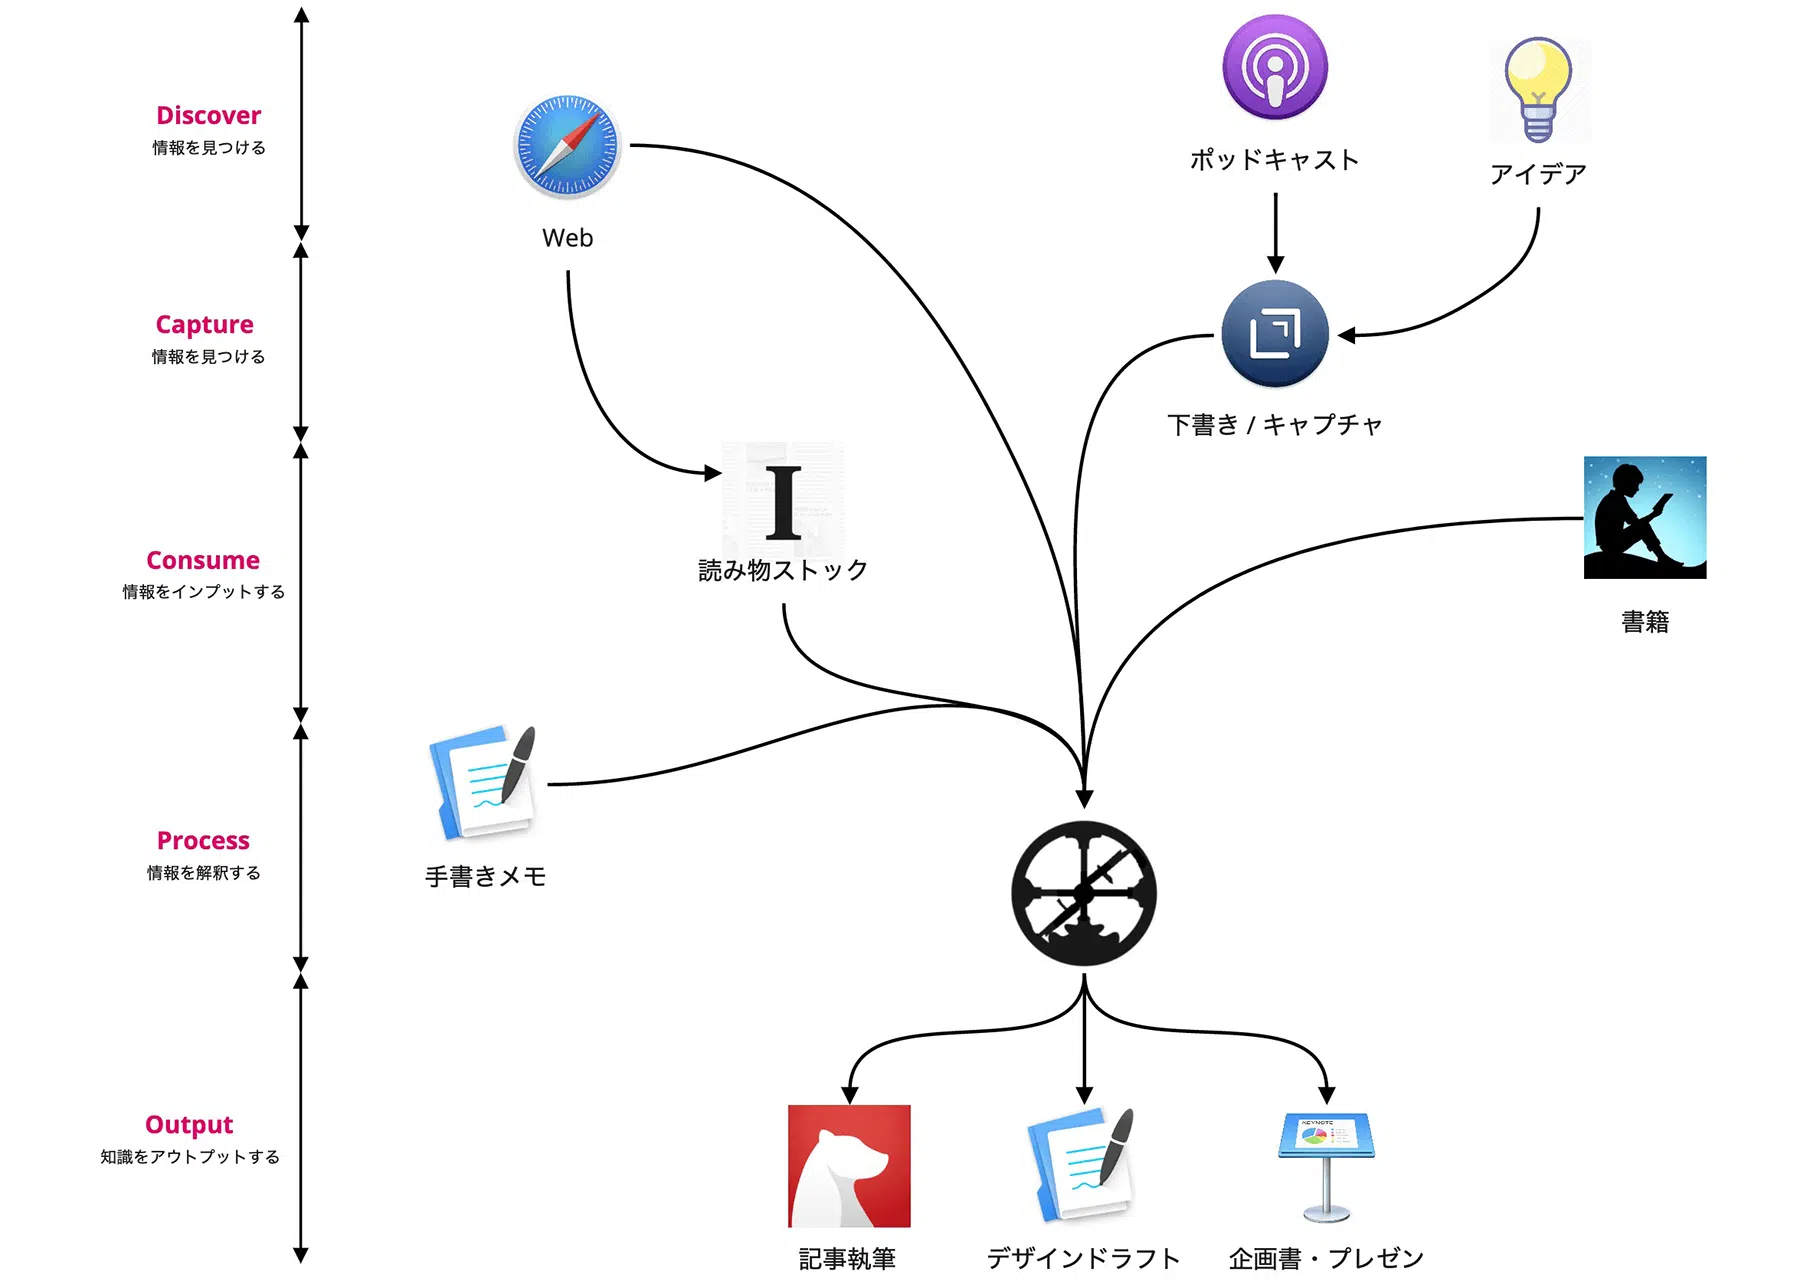 Discover
情報を見つける
Web
ポッドキャスト
アイデア
Capture
情報を見つける
下書き / キャプチャ
Consume
情報をインプットする
I
読み物ストック
書籍
Process
情報を解釈する
手書きメモ
Output
知識をアウトプットする
KEYNOTE
記事執筆
デザインドラフト
企画書・プレゼン